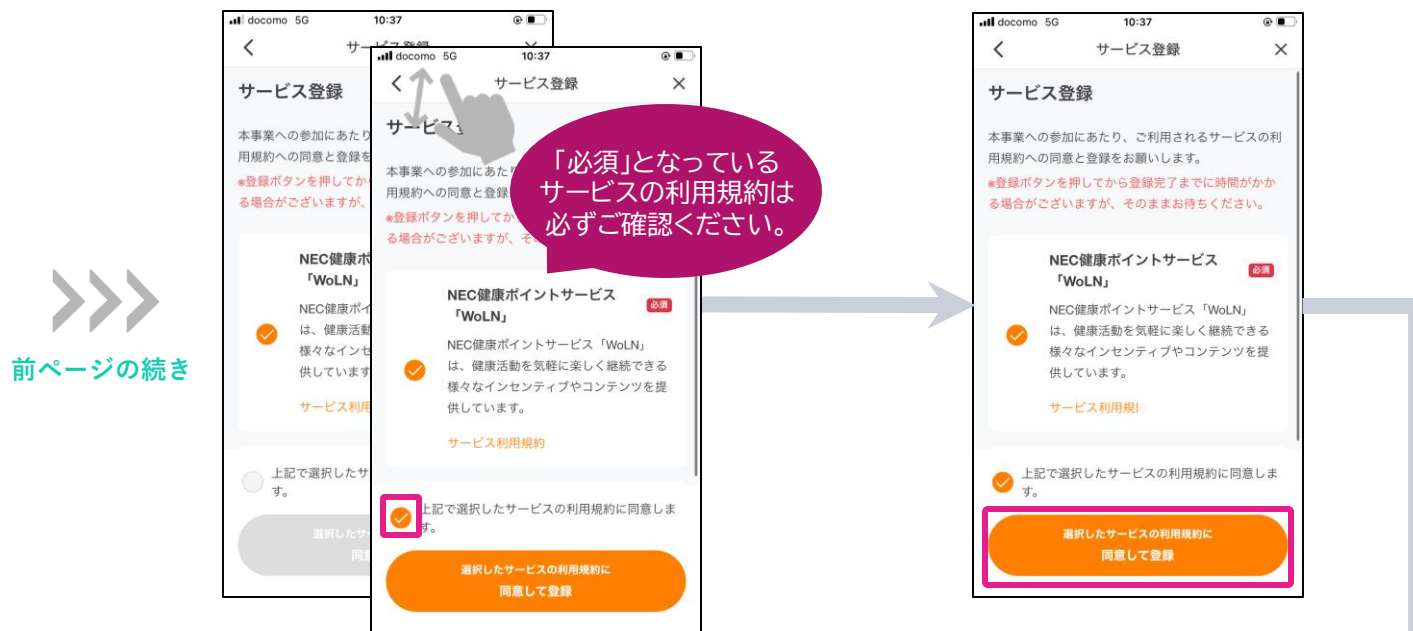 前ページの続き
docomo 5G 10:37
サービス登録
サービス登録
本事業への参加にあたり
用規約への同意と登録を
※登録ボタンを押してか
る場合がございますが、
NEC健康ポ
「WoLN」
NEC健康ポイ
は、健康活動
様々なインセ
供しています
サービス利用
上記で選択したサ
す。
選択したサー
同意
docomo 5G 10:37
サービス登録
サービス登
本事業への参加にあたり
用規約への同意と登録
※登録ボタンを押してか
る場合がございますが、そ
「必須」となっている
サービスの利用規約は
必ずご確認ください。
NEC健康ポイントサービス
「WoLN」
必須
NEC健康ポイントサービス「WoLN」
は、健康活動を気軽に楽しく継続できる
様々なインセンティブやコンテンツを提
供しています。
サービス利用規約
上記で選択したサービスの利用規約に同意しま
す。
選択したサービスの利用規約に
同意して登録
docomo 5G 10:37
サービス登録
サービス登録
本事業への参加にあたり、ご利用されるサービスの利
用規約への同意と登録をお願いします。
※登録ボタンを押してから登録完了までに時間がかか
る場合がございますが、そのままお待ちください。
NEC健康ポイントサービス
「WoLN」
必須
NEC健康ポイントサービス「WoLN」
は、健康活動を気軽に楽しく継続できる
様々なインセンティブやコンテンツを提
供しています。
サービス利用規
上記で選択したサービスの利用規約に同意しま
す。
選択したサービスの利用規約に
同意して登録